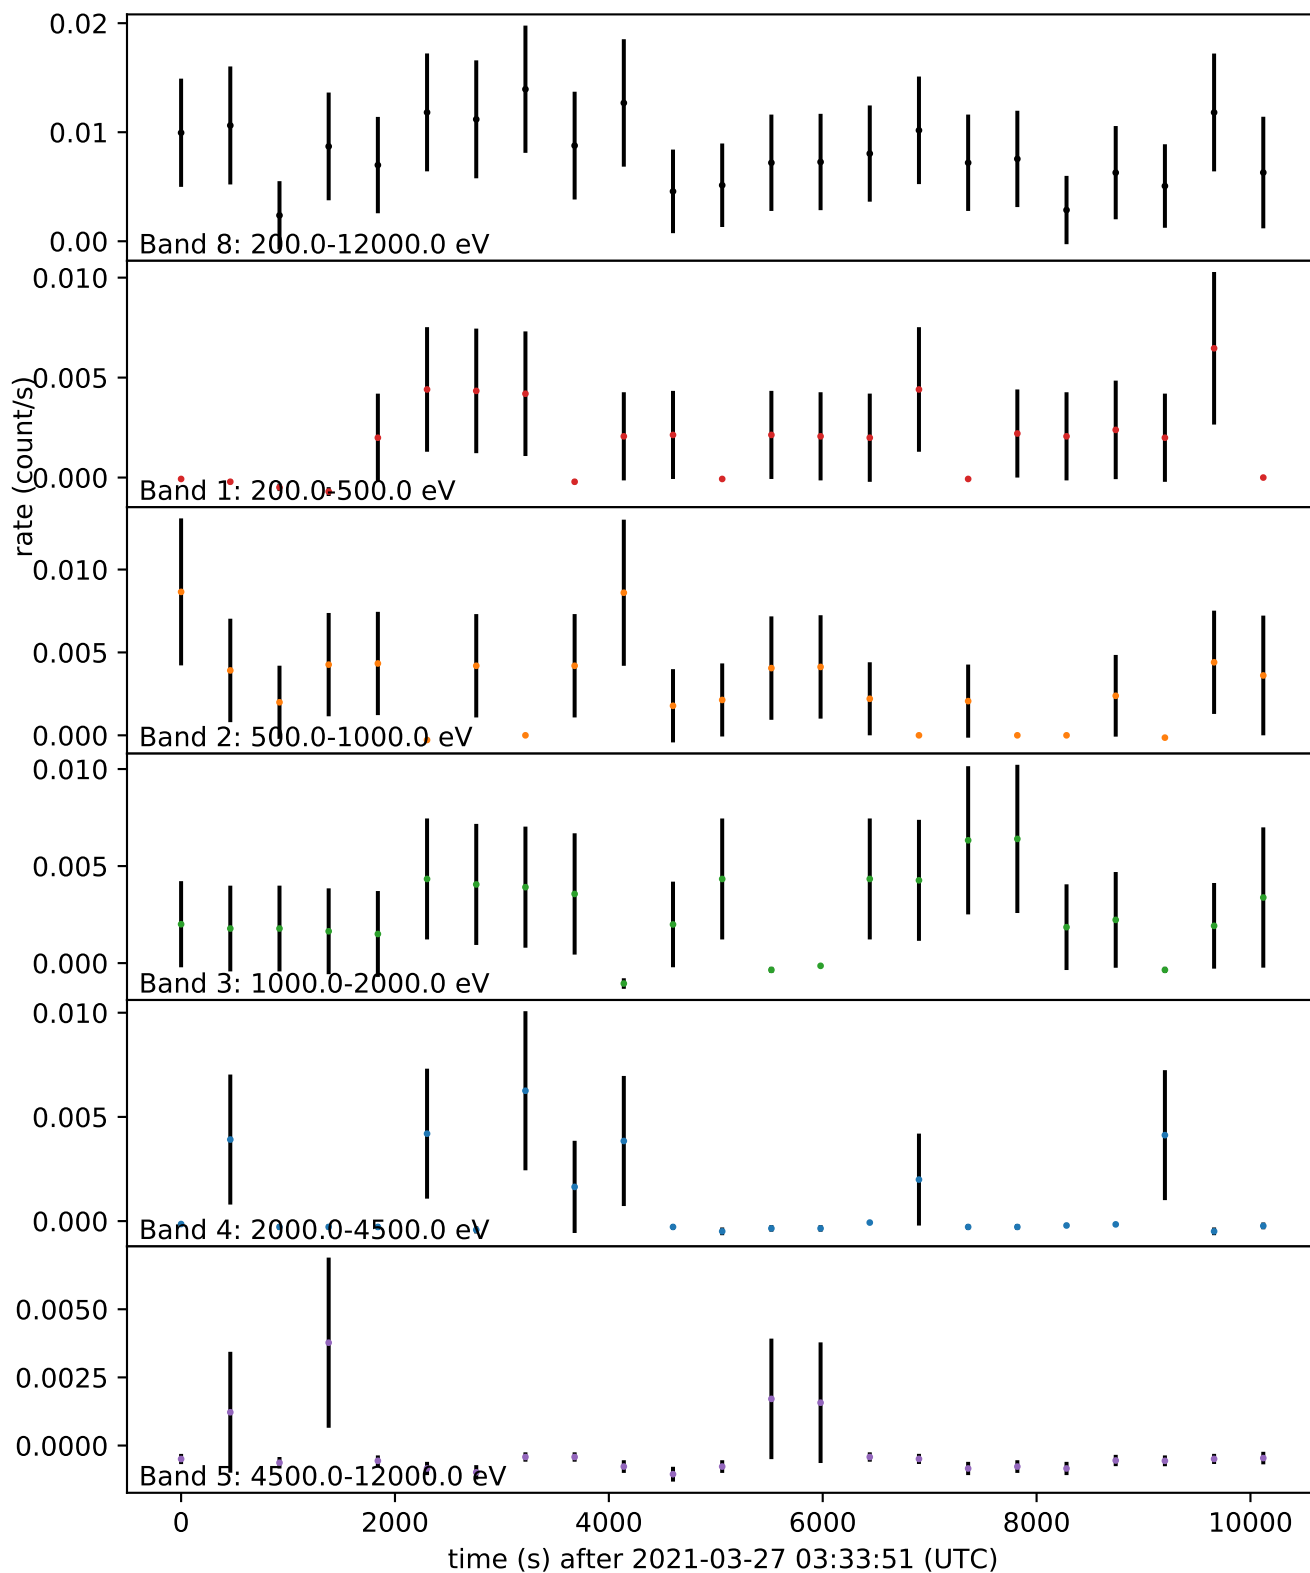 0.02
0.01
0.00
Band 8: 200.0-12000.0 eV
0.010
0.005
0.000
Band 1: 200.0-500.0 eV
rate (count/s)
0.010
0.005
0.000
Band 2: 500.0-1000.0 eV
0.010
0.005
0.000
Band 3: 1000.0-2000.0 eV
0.010
0.005
0.000
Band 4: 2000.0-4500.0 eV
0.0050
0.0025
0.0000
Band 5: 4500.0-12000.0 eV
0 2000 4000 6000 8000 10000
time (s) after 2021-03-27 03:33:51 (UTC)